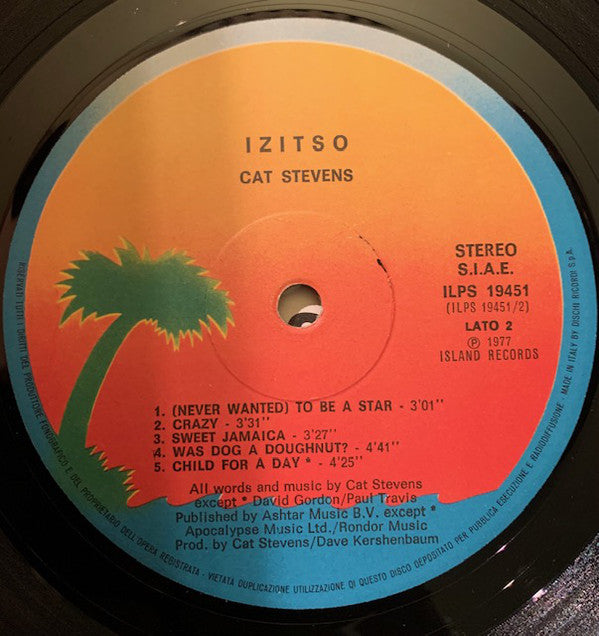 IZITSO
CAT STEVENS
STEREO
S.I.A.E.
ILPS 19451
(ILPS 19451/2)
LATO 2
Ⓟ 1977
ISLAND RECORDS
1. (NEVER WANTED) TO BE A STAR - 3'01''
2. CRAZY - 3'31''
3. SWEET JAMAICA - 3'27''
4. WAS DOG A DOUGHNUT? - 4'41''
5. CHILD FOR A DAY * - 4'25''
All words and music by Cat Stevens
except * David Gordon/Paul Travis
Published by Ashtar Music B.V. except *
Apocalypse Music Ltd./Rondor Music
Prod. by Cat Stevens/Dave Kershenbaum
RISERVATI TUTTI I DIRITTI DEL PRODUTTORE FONOGRAFICO E DEL PROPRIETARIO DELL'OPERA REGISTRATA - VIETATA DUPLICAZIONE UTILIZZAZIONE DI QUESTO DISCO DEPOSITATO PER PUBBLICA ESECUZIONE E RADIODIFFUSIONE - MADE IN ITALY BY DISCHI RICORDI S.p.A.